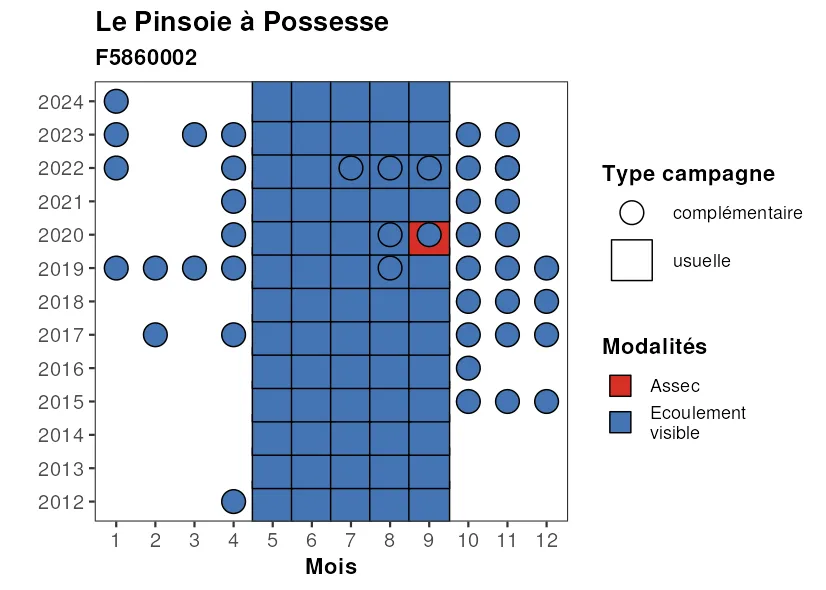 Le Pinsoie à Possesse
F5860002
2024
2023
2022
2021
2020
2019
2018
2017
2016
2015
2014
2013
2012
1 2 3 4 5 6 7 8 9 10 11 12
Mois
Type campagne
complémentaire
usuelle
Modalités
Assec
Ecoulement
visible